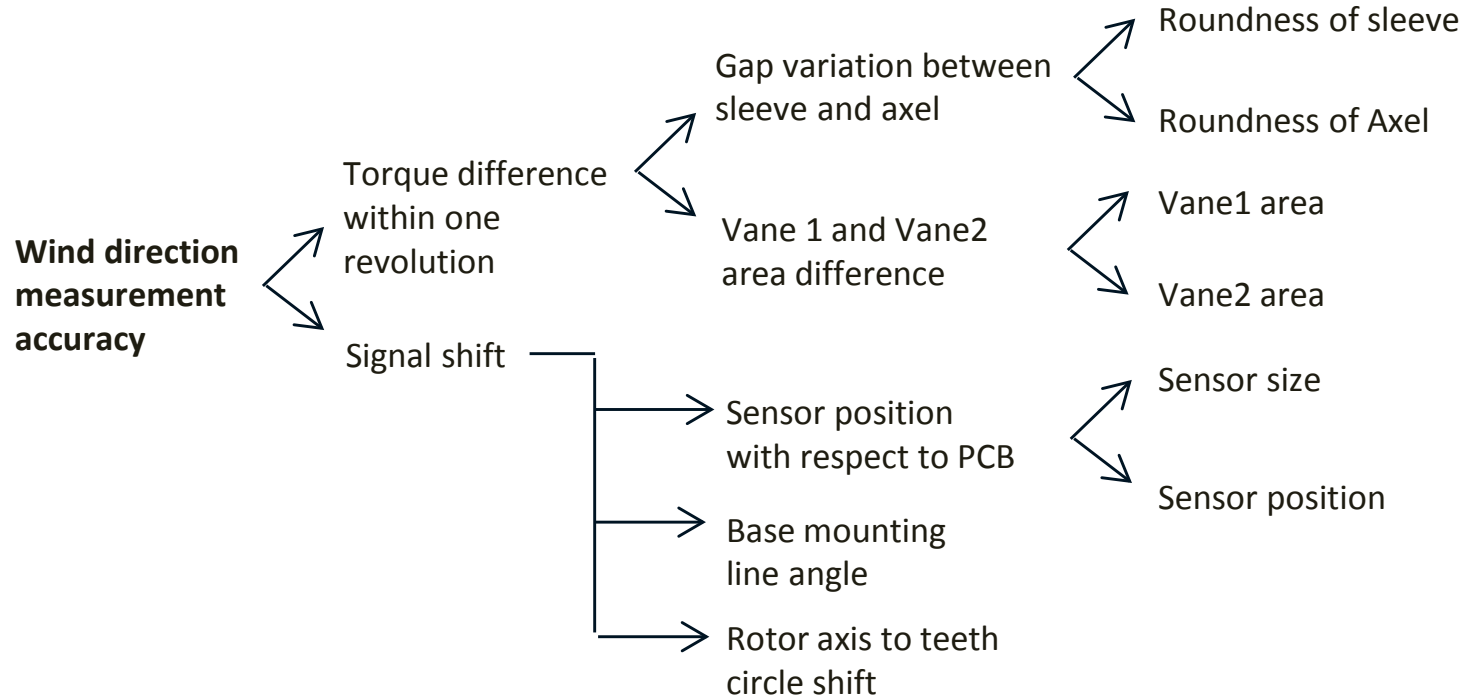 Wind direction
measurement
accuracy
Torque difference
within one
revolution
Signal shift
Gap variation between
sleeve and axel
Vane 1 and Vane2
area difference
Sensor position
with respect to PCB
Base mounting
line angle
Rotor axis to teeth
circle shift
Roundness of sleeve
Roundness of Axel
Vane1 area
Vane2 area
Sensor size
Sensor position